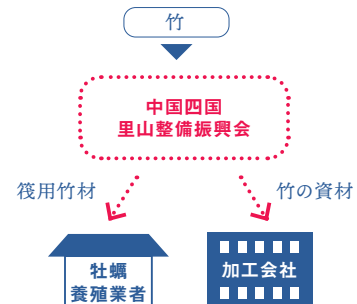 竹
中国四国
里山整備振興会
筏用竹材
竹の資材
牡蠣
養殖業者
加工会社